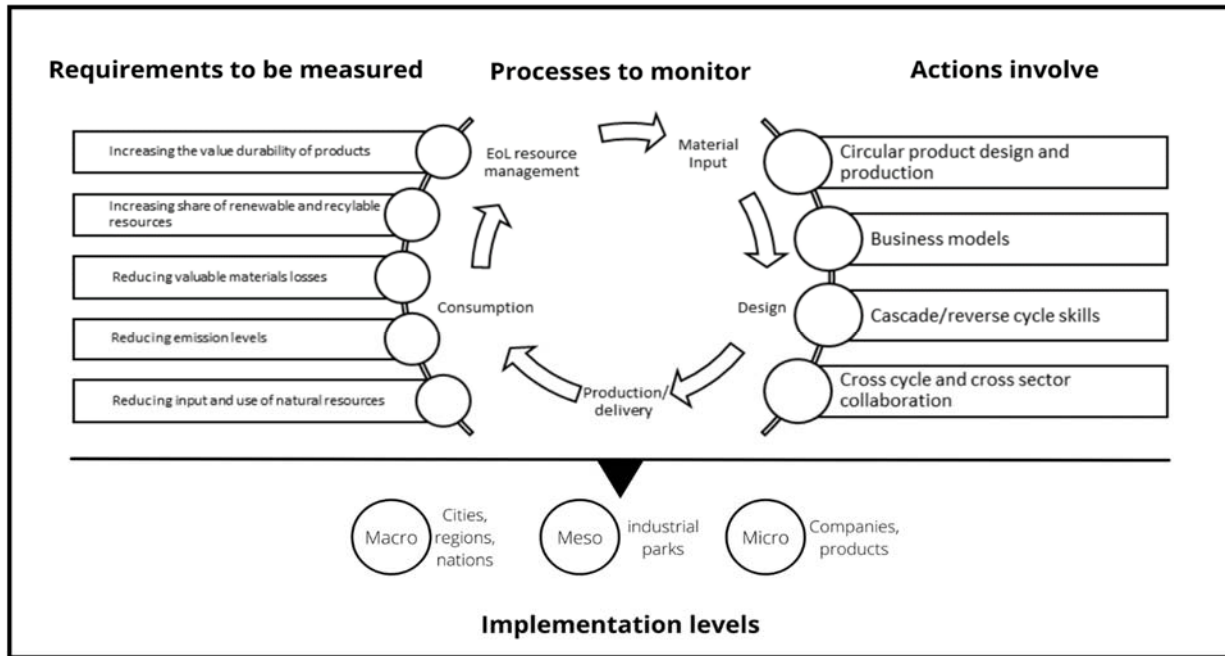 Requirements to be measured
Processes to monitor
Actions involve
Increasing the value durability of products
Increasing share of renewable and recylable
resources
Reducing valuable materials losses
Reducing emission levels
Reducing input and use of natural resources
EoL resource
management
Material
Input
Consumption
Design
Production/
delivery
Circular product design and
production
Business models
Cascade/reverse cycle skills
Cross cycle and cross sector
collaboration
Macro
Cities,
regions,
nations
Meso
industrial
parks
Micro
Companies,
products
Implementation levels